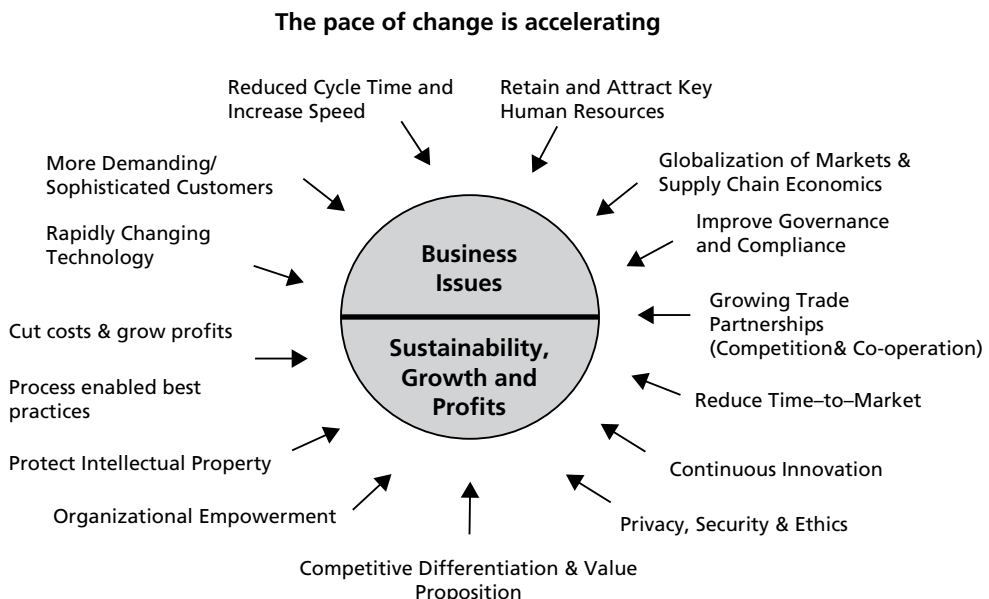 The pace of change is accelerating
Reduced Cycle Time and
Increase Speed
Retain and Attract Key
Human Resources
More Demanding/
Sophisticated Customers
Globalization of Markets &
Supply Chain Economics
Rapidly Changing
Technology
Improve Governance
and Compliance
Business
Issues
Growing Trade
Partnerships
(Competition& Co-operation)
Cut costs & grow profits
Sustainability,
Growth and
Profits
Process enabled best
practices
Reduce Time–to–Market
Protect Intellectual Property
Continuous Innovation
Organizational Empowerment
Privacy, Security & Ethics
Competitive Differentiation & Value
Proposition